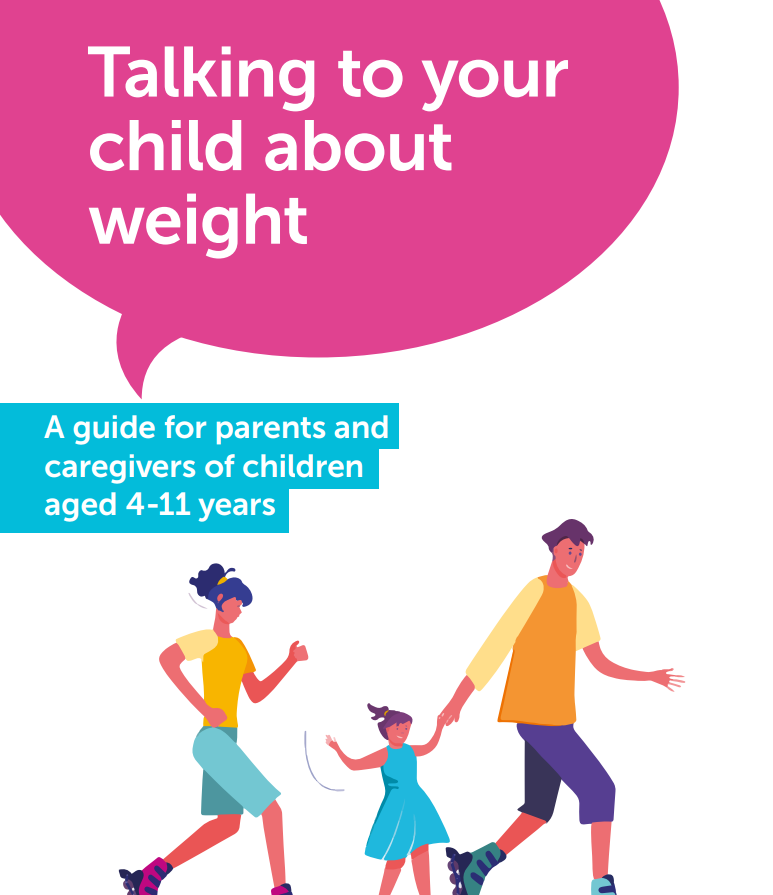 Talking to your
child about
weight
A guide for parents and
caregivers of children
aged 4-11 years